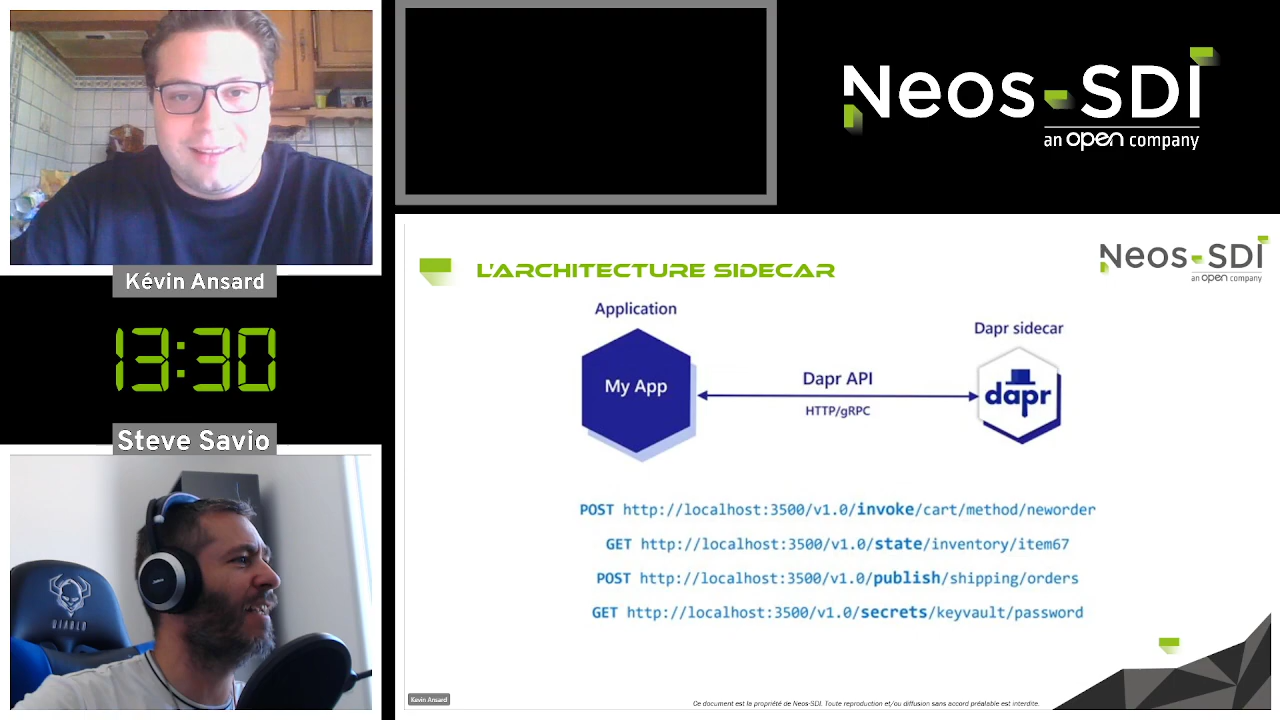 Neos-SDI
an open company
Kévin Ansard
13:30
Steve Savio
DIABLO
L'ARCHITECTURE SIDECAR
Neos-SDI
an open company
Application
Dapr sidecar
My App
Dapr API
HTTP/gRPC
dapr
POST http://localhost:3500/v1.0/invoke/cart/method/neworder
GET http://localhost:3500/v1.0/state/inventory/item67
POST http://localhost:3500/v1.0/publish/shipping/orders
GET http://localhost:3500/v1.0/secrets/keyvault/password
Kevin Ansard
Ce document est la propriété de Neos-SDI. Toute reproduction et/ou diffusion sans accord préalable est interdite.